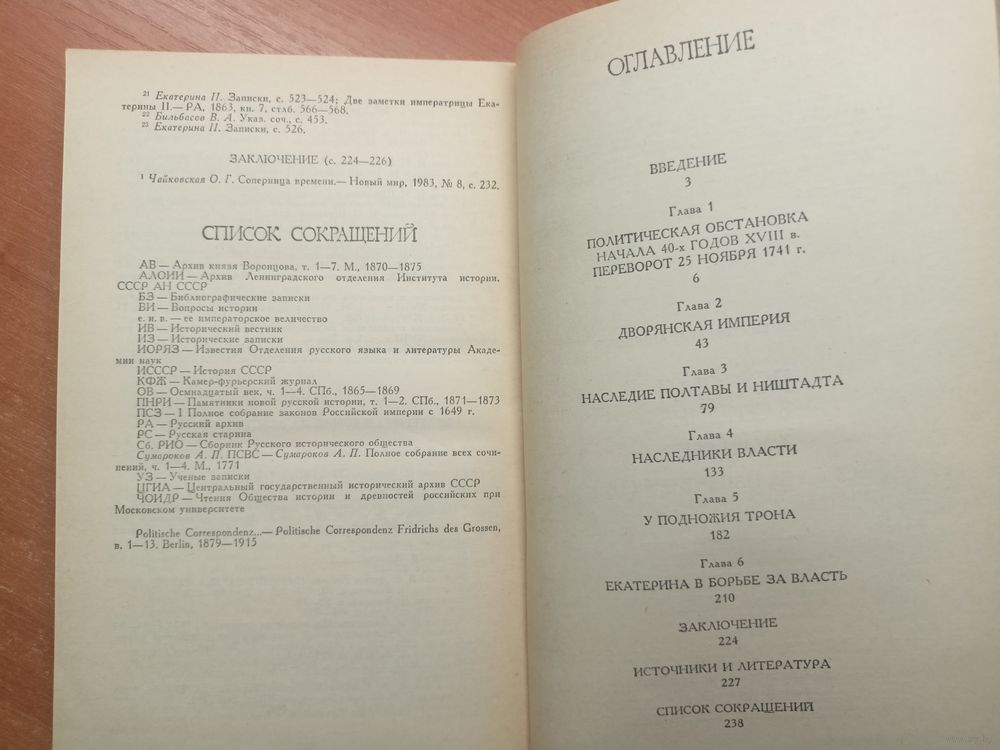 21 Екатерина II. Записки, с. 523—524; Две заметки императрицы Ека-
терины II.— РА, 1863, кн. 7, стлб. 566—568.
22 Бильбасов В. А. Указ. соч., с. 453.
23 Екатерина II. Записки, с. 526.
ЗАКЛЮЧЕНИЕ (с. 224—226)
1 Чайковская О. Г. Соперница времени.— Новый мир, 1983, № 8, с. 232.
СПИСОК СОКРАЩЕНИЙ
АВ — Архив князя Воронцова, т. 1—7. М., 1870—1875
АЛОИИ — Архив Ленинградского отделения Института истории,
СССР АН СССР
БЗ — Библиографические записки
ВИ — Вопросы истории
е. и. в. — ее императорское величество
ИВ — Исторический вестник
ИЗ — Исторические записки
ИОРЯЗ — Известия Отделения русского языка и литературы Акаде-
мии наук
ИСССР — История СССР
КФЖ — Камер-фурьерский журнал
ОВ — Осмнадцатый век, ч. 1—4. СПб., 1865—1869
ПНРИ — Памятники новой русской истории, т. 1—2. СПб., 1871—1873
ПСЗ — I Полное собрание законов Российской империи с 1649 г.
РА — Русский архив
РС — Русская старина
Сб. РИО — Сборник Русского исторического общества
Сумароков А. П. ПСВС — Сумароков А. П. Полное собрание всех сочи-
нений, ч. 1—4. М., 1771
УЗ — Ученые записки
ЦГИА — Центральный государственный исторический архив СССР
ЧОИДР — Чтения Общества истории и древностей российских при
Московском университете
Politische Correspondenz...— Politische Correspondenz Fridrichs des Grossen,
в. 1—13. Berlin, 1879—1915
ОГЛАВЛЕНИЕ
ВВЕДЕНИЕ
3
Глава 1
ПОЛИТИЧЕСКАЯ ОБСТАНОВКА
НАЧАЛА 40-х ГОДОВ XVIII в.
ПЕРЕВОРОТ 25 НОЯБРЯ 1741 г.
6
Глава 2
ДВОРЯНСКАЯ ИМПЕРИЯ
43
Глава 3
НАСЛЕДИЕ ПОЛТАВЫ И НИШТАДТА
79
Глава 4
НАСЛЕДНИКИ ВЛАСТИ
133
Глава 5
У ПОДНОЖИЯ ТРОНА
182
Глава 6
ЕКАТЕРИНА В БОРЬБЕ ЗА ВЛАСТЬ
210
ЗАКЛЮЧЕНИЕ
224
ИСТОЧНИКИ И ЛИТЕРАТУРА
227
СПИСОК СОКРАЩЕНИЙ
238